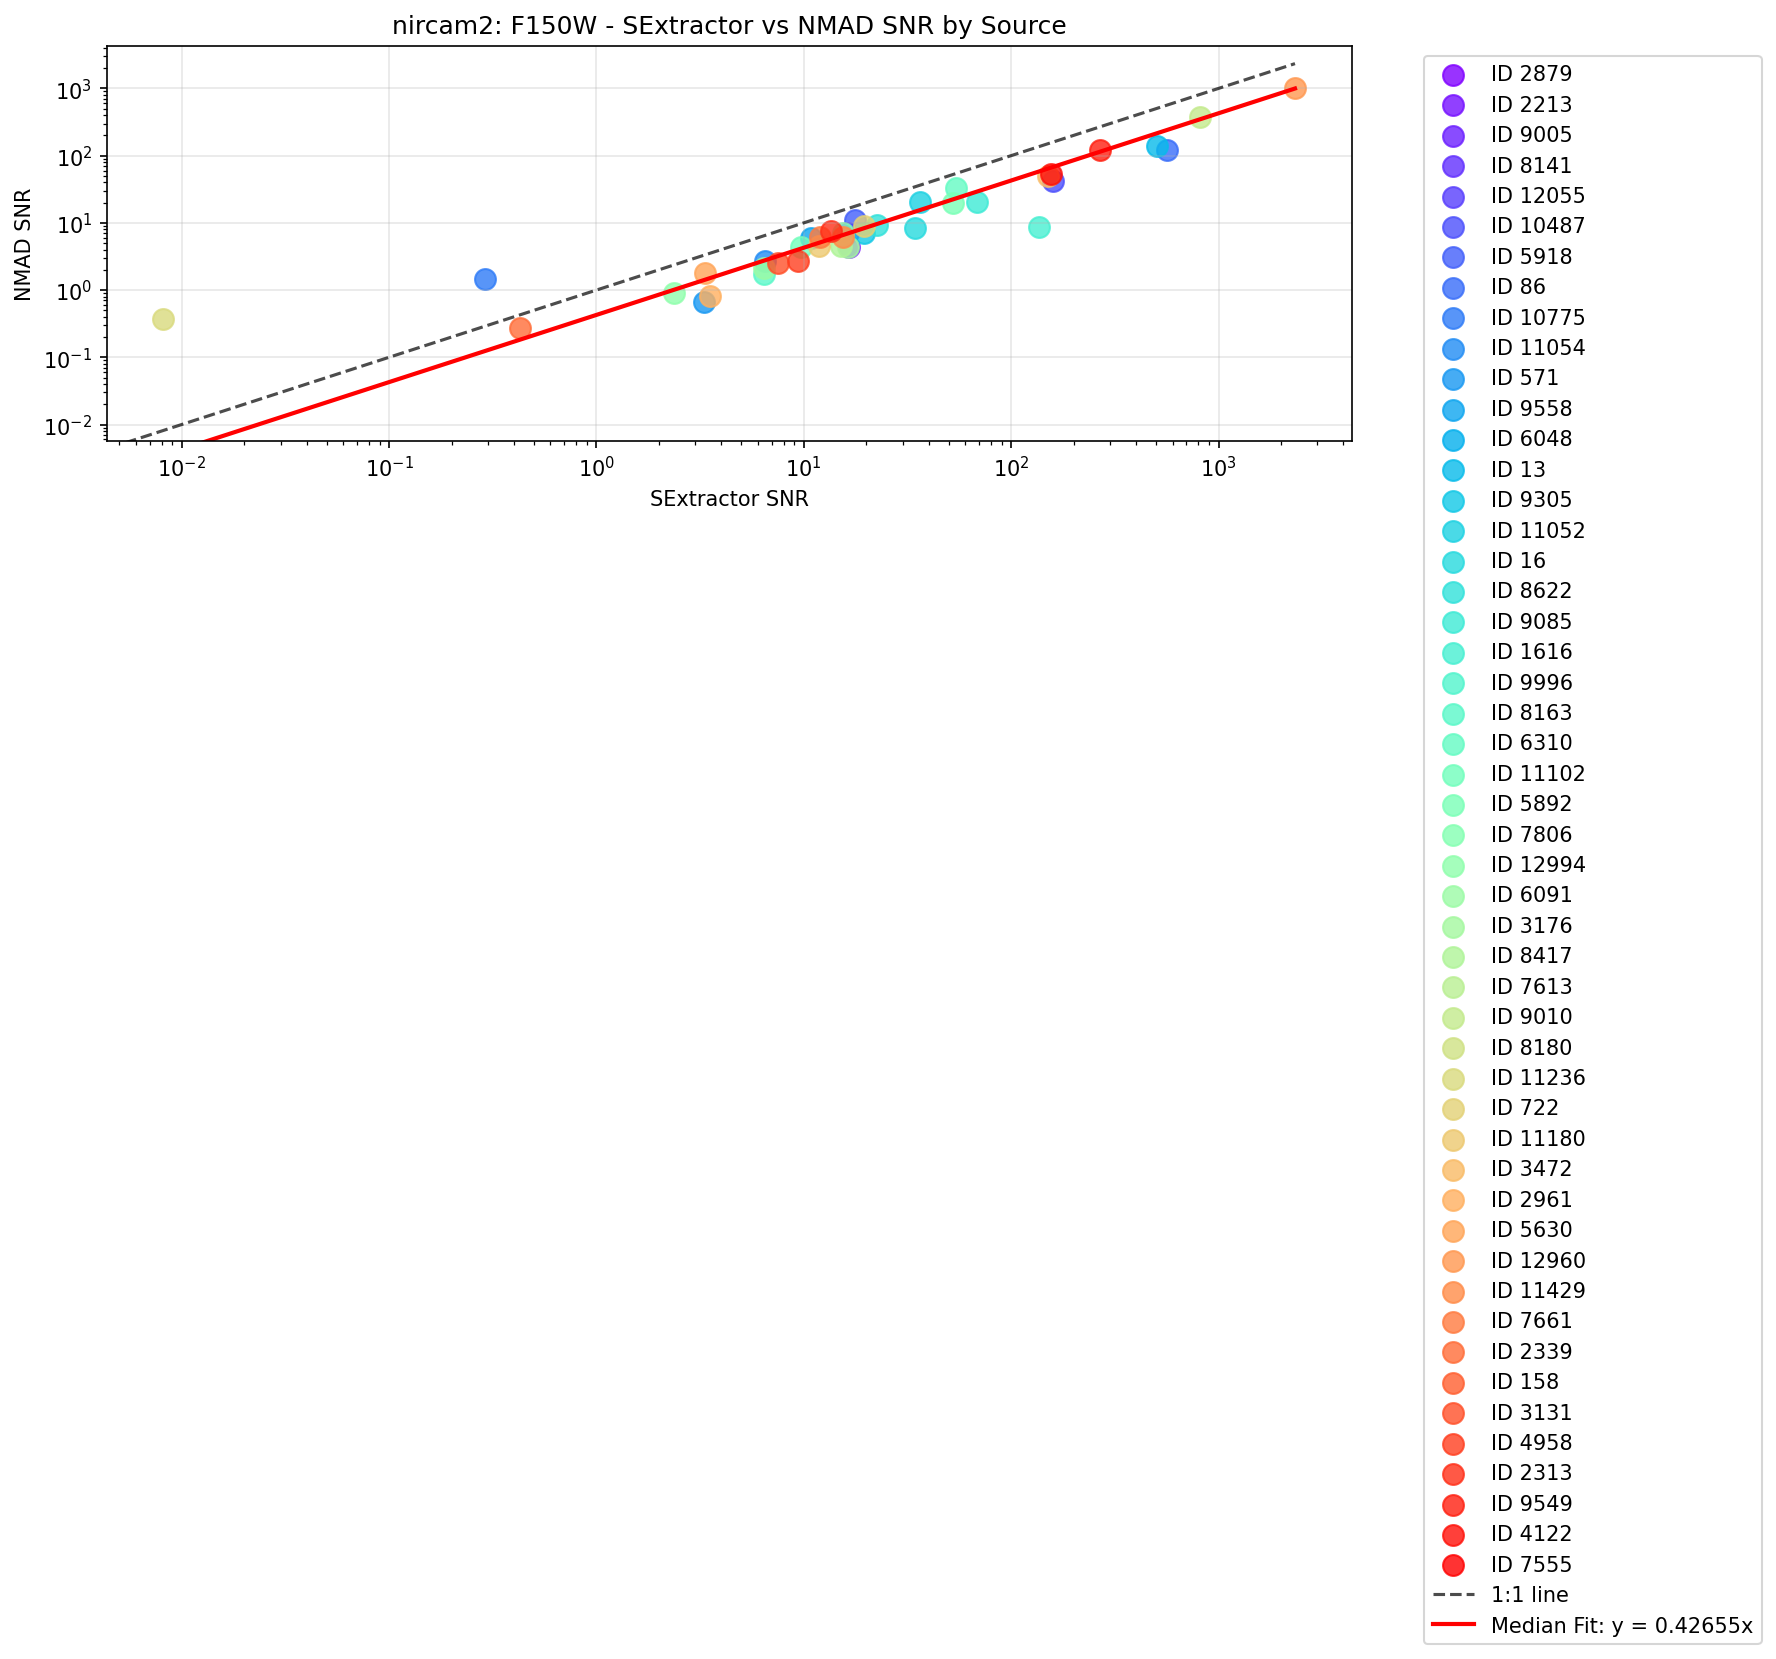 nircam2: F150W - SExtractor vs NMAD SNR by Source
NMAD SNR
10³
10²
10¹
10⁰
10⁻¹
10⁻²
10⁻² 10⁻¹ 10⁰ 10¹ 10² 10³
SExtractor SNR
ID 2879
ID 2213
ID 9005
ID 8141
ID 12055
ID 10487
ID 5918
ID 86
ID 10775
ID 11054
ID 571
ID 9558
ID 6048
ID 13
ID 9305
ID 11052
ID 16
ID 8622
ID 9085
ID 1616
ID 9996
ID 8163
ID 6310
ID 11102
ID 5892
ID 7806
ID 12994
ID 6091
ID 3176
ID 8417
ID 7613
ID 9010
ID 8180
ID 11236
ID 722
ID 11180
ID 3472
ID 2961
ID 5630
ID 12960
ID 11429
ID 7661
ID 2339
ID 158
ID 3131
ID 4958
ID 2313
ID 9549
ID 4122
ID 7555
1:1 line
Median Fit: y = 0.42655x